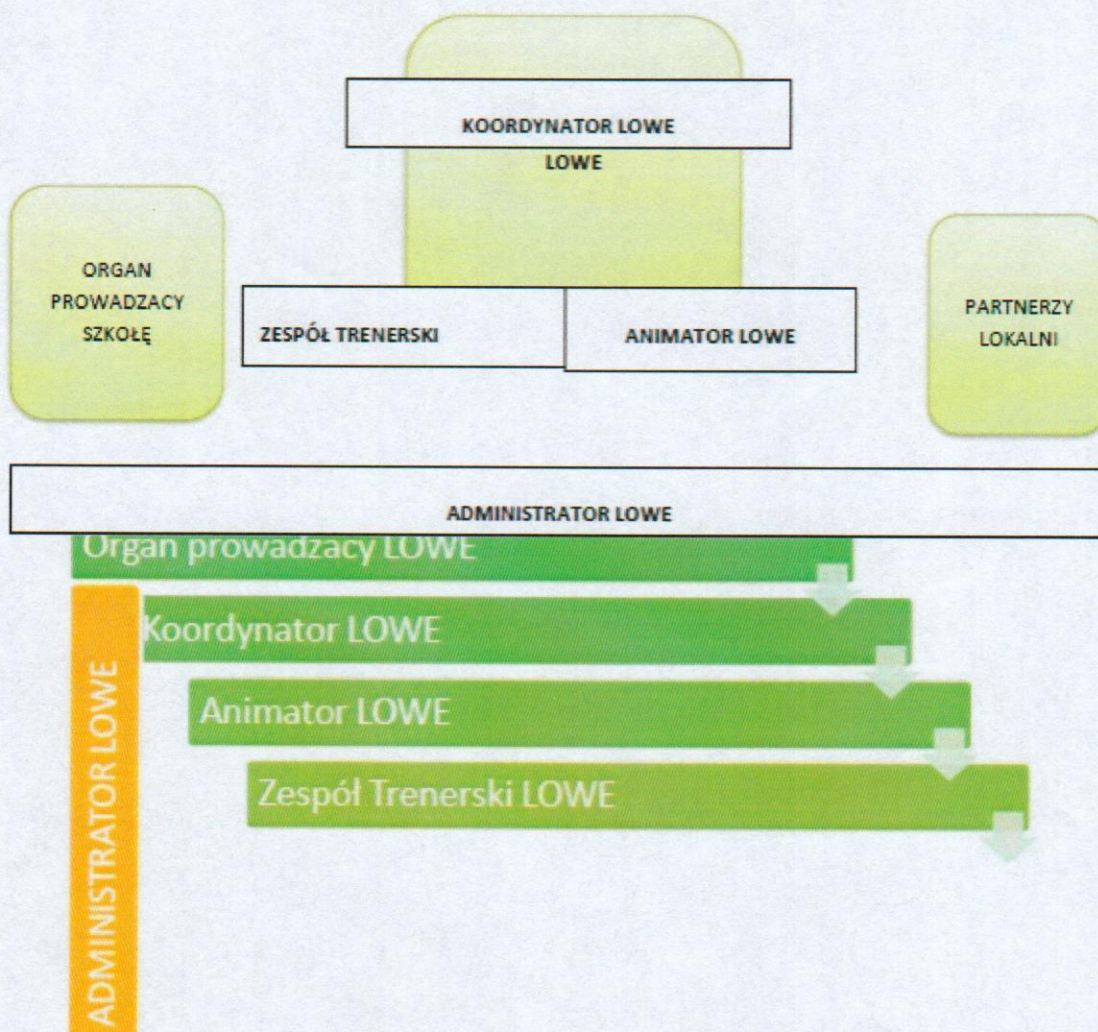 KOORDYNATOR LOWE
LOWE
ORGAN
PROWADZACY
SZKOŁĘ
ZESPÓŁ TRENERSKI
ANIMATOR LOWE
PARTNERZY
LOKALNI
ADMINISTRATOR LOWE
Organ prowadzacy LOWE
Koordynator LOWE
Animator LOWE
Zespół Trenerski LOWE
ADMINISTRATOR LOWE